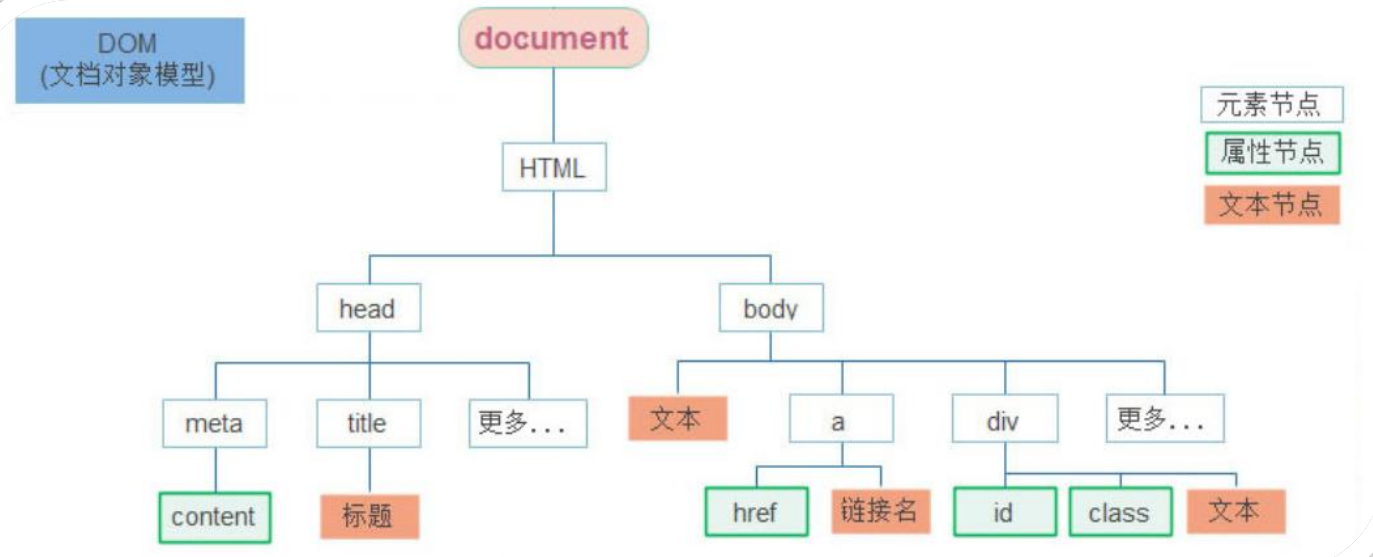 DOM
(文档对象模型)
document
元素节点
属性节点
文本节点
HTML
head
body
meta
title
更多...
文本
a
div
更多...
content
标题
href
链接名
id
class
文本